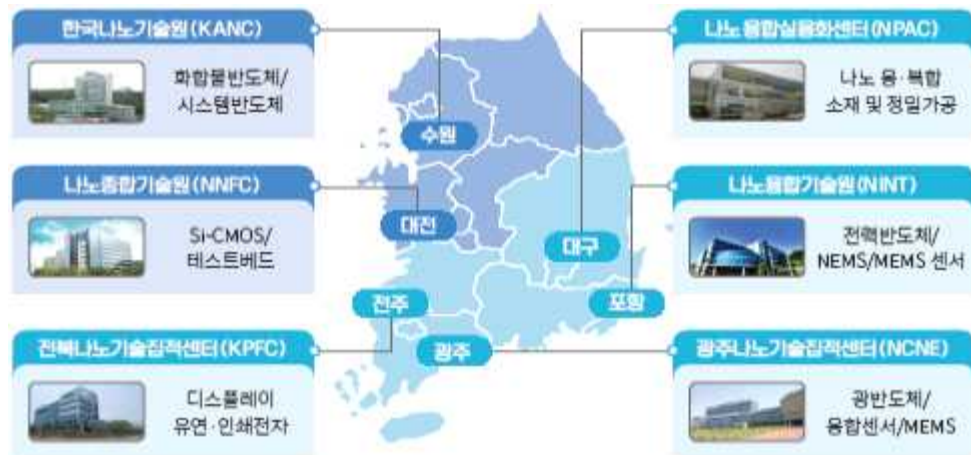 한국나노기술원(KANC)
화합물반도체/
시스템반도체
나노융합실용화센터(NPAC)
나노 융·복합
소재 및 정밀가공
수원
나노종합기술원(NNFC)
Si-CMOS/
테스트베드
대전
대구
나노융합기술원(NINT)
전력반도체/
NEMS/MEMS 센서
전주
포항
광주
전북나노기술집적센터(KPFC)
디스플레이
유연·인쇄전자
광주나노기술집적센터(NCNE)
광반도체/
융합센서/MEMS